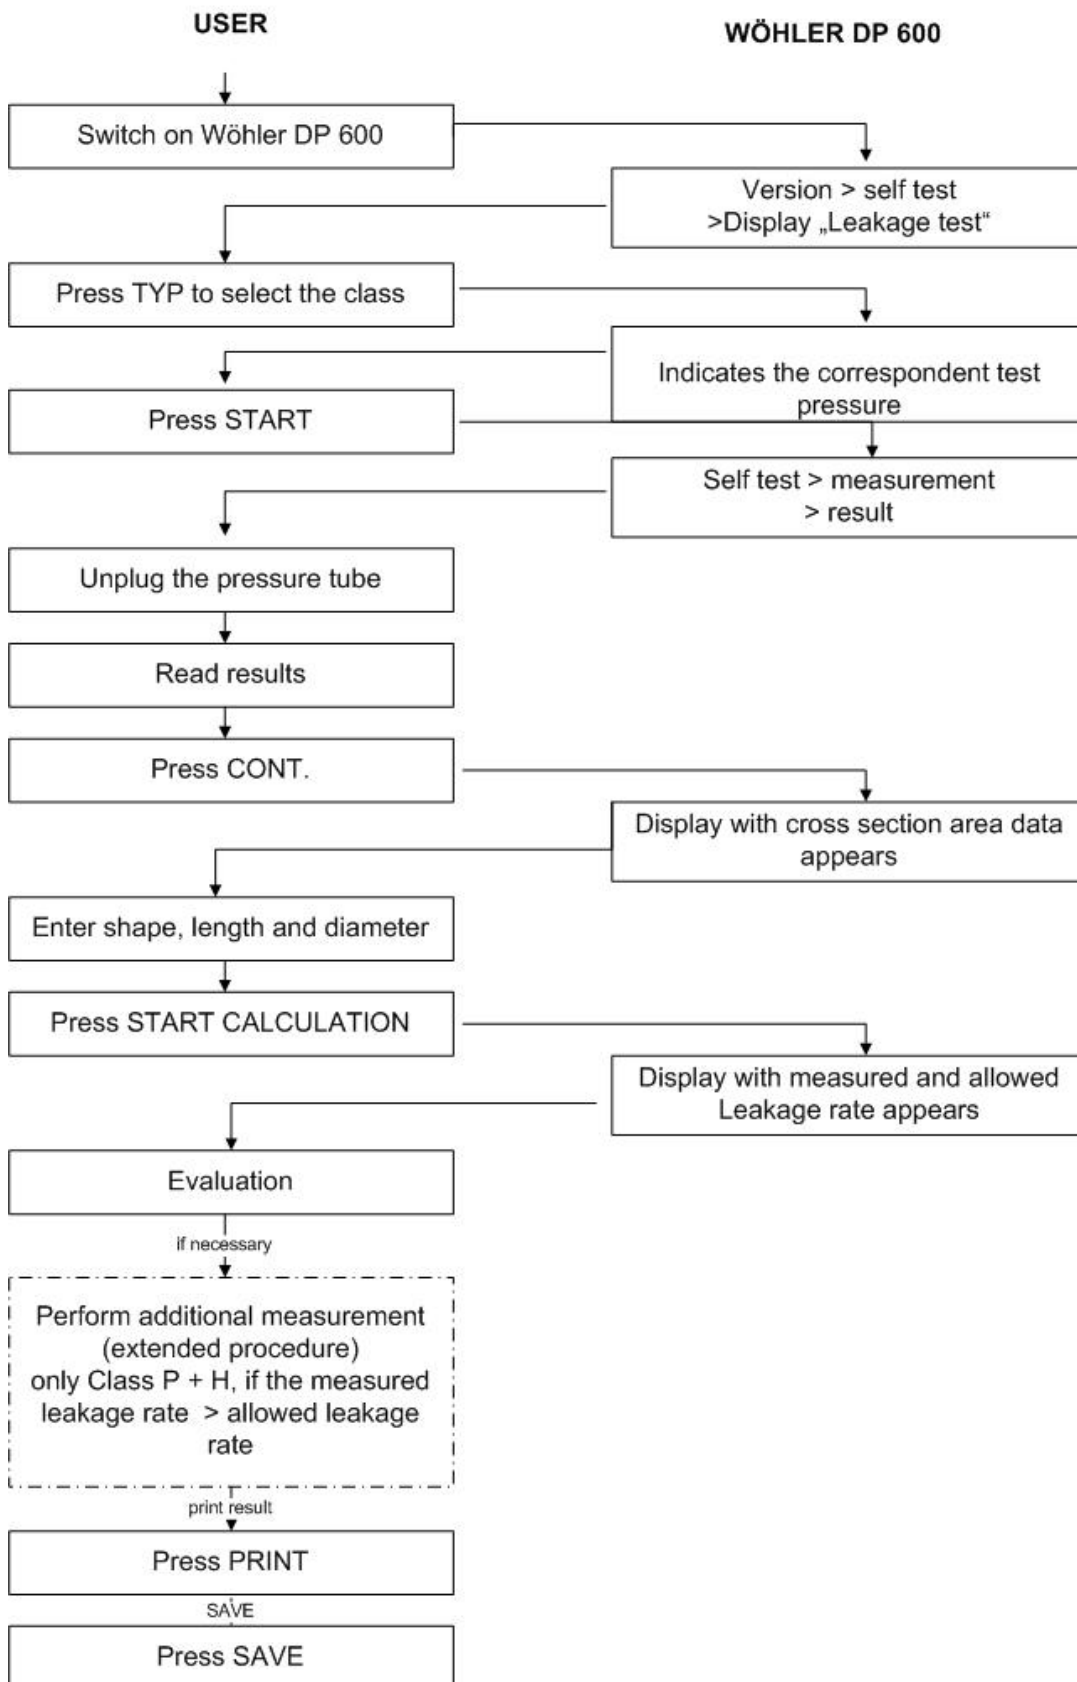 USER
WÖHLER DP 600
Switch on Wöhler DP 600
Version > self test
>Display „Leakage test“
Press TYP to select the class
Indicates the correspondent test
pressure
Press START
Self test > measurement
> result
Unplug the pressure tube
Read results
Press CONT.
Display with cross section area data
appears
Enter shape, length and diameter
Press START CALCULATION
Display with measured and allowed
Leakage rate appears
Evaluation
if necessary
Perform additional measurement
(extended procedure)
only Class P + H, if the measured
leakage rate > allowed leakage
rate
print result
Press PRINT
SAVE
Press SAVE